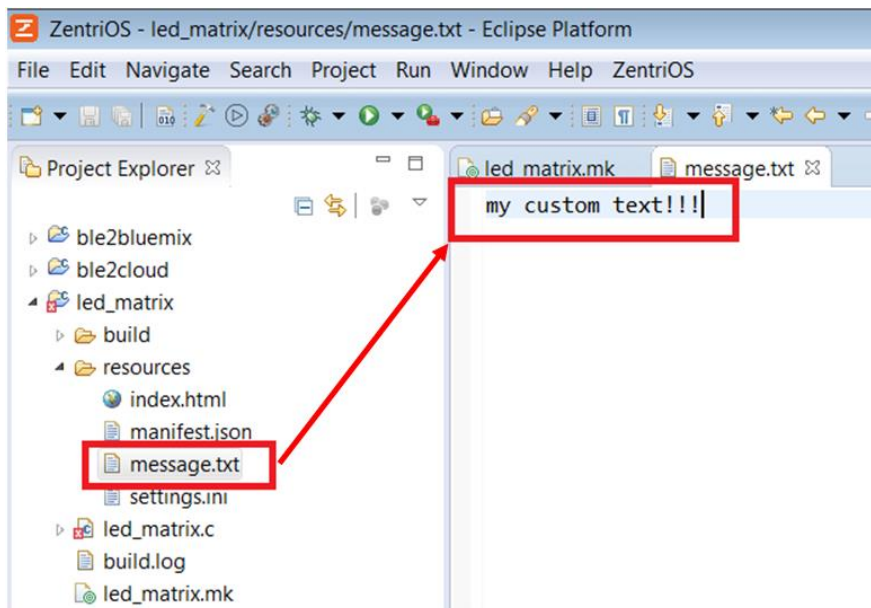 ZentriOS - led_matrix/resources/message.txt - Eclipse Platform
File Edit Navigate Search Project Run Window Help ZentriOS
Project Explorer
led_matrix.mk
message.txt
my custom text!!!
ble2bluemix
ble2cloud
led_matrix
build
resources
index.html
manifest.json
message.txt
settings.ini
led_matrix.c
build.log
led_matrix.mk